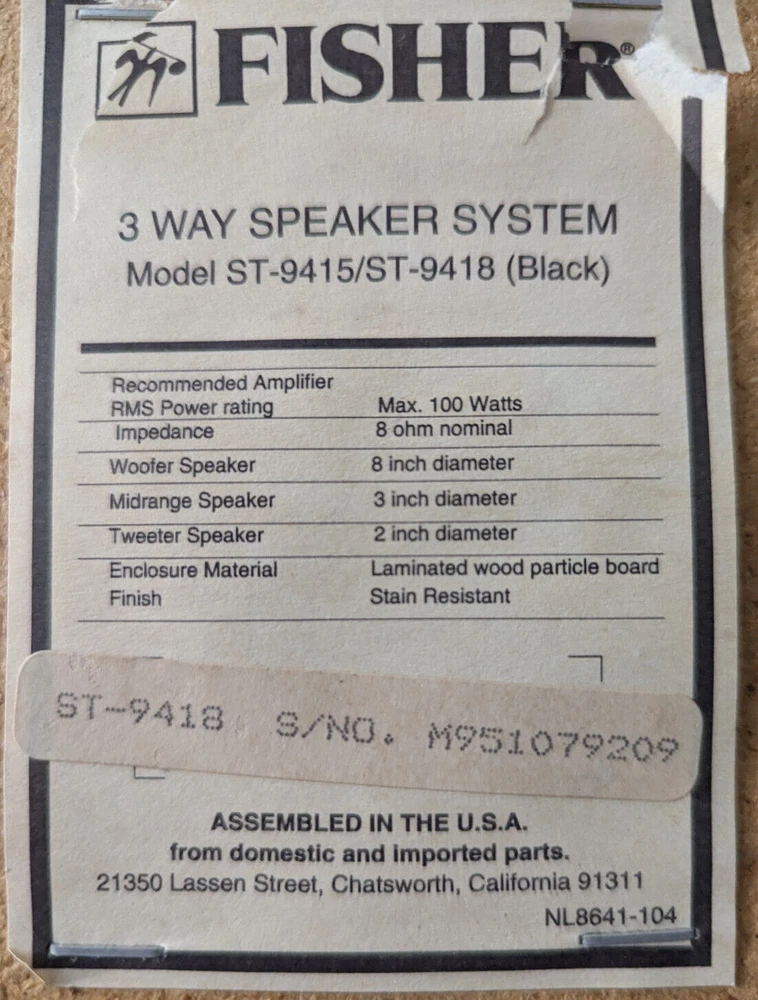 FISHER®
3 WAY SPEAKER SYSTEM
Model ST-9415/ST-9418 (Black)
Recommended Amplifier
RMS Power rating Max. 100 Watts
Impedance 8 ohm nominal
Woofer Speaker 8 inch diameter
Midrange Speaker 3 inch diameter
Tweeter Speaker 2 inch diameter
Enclosure Material Laminated wood particle board
Finish Stain Resistant
ST-9418 S/NO. M951079209
ASSEMBLED IN THE U.S.A.
from domestic and imported parts.
21350 Lassen Street, Chatsworth, California 91311
NL8641-104